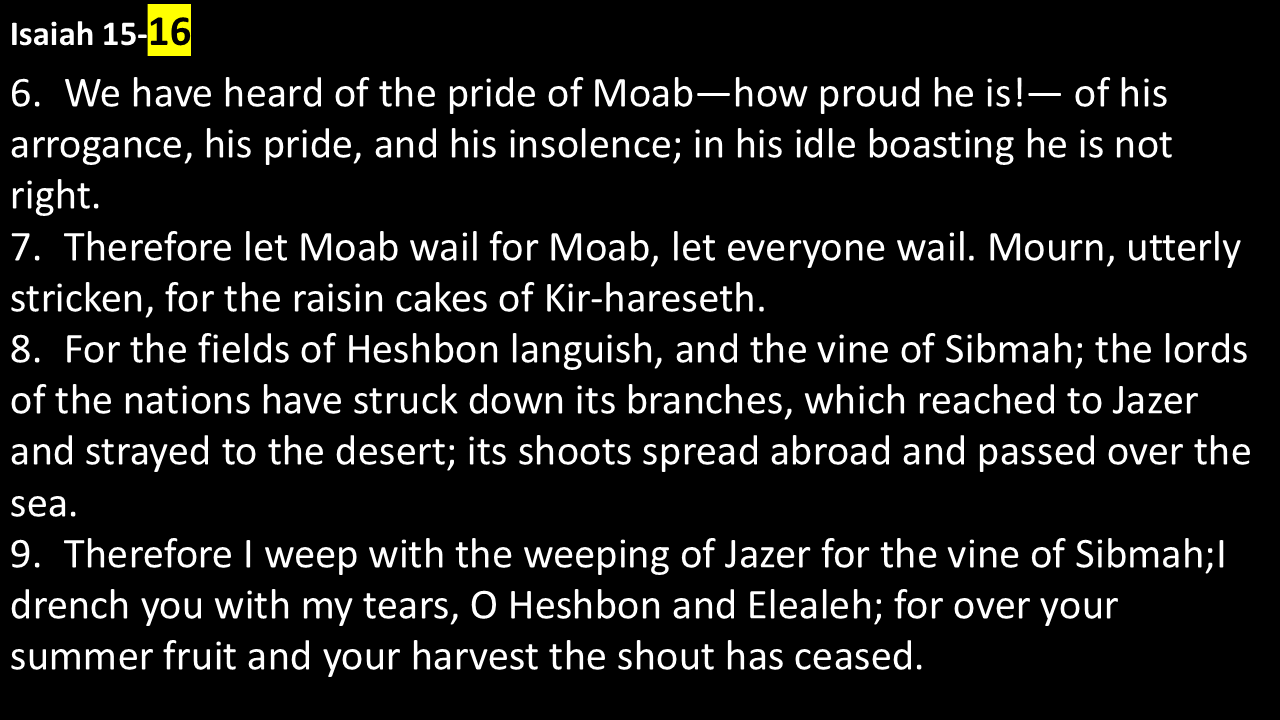 Isaiah 15-16
6. We have heard of the pride of Moab—how proud he is!— of his
arrogance, his pride, and his insolence; in his idle boasting he is not
right.
7. Therefore let Moab wail for Moab, let everyone wail. Mourn, utterly
stricken, for the raisin cakes of Kir-hareseth.
8. For the fields of Heshbon languish, and the vine of Sibmah; the lords
of the nations have struck down its branches, which reached to Jazer
and strayed to the desert; its shoots spread abroad and passed over the
sea.
9. Therefore I weep with the weeping of Jazer for the vine of Sibmah;I
drench you with my tears, O Heshbon and Elealeh; for over your
summer fruit and your harvest the shout has ceased.